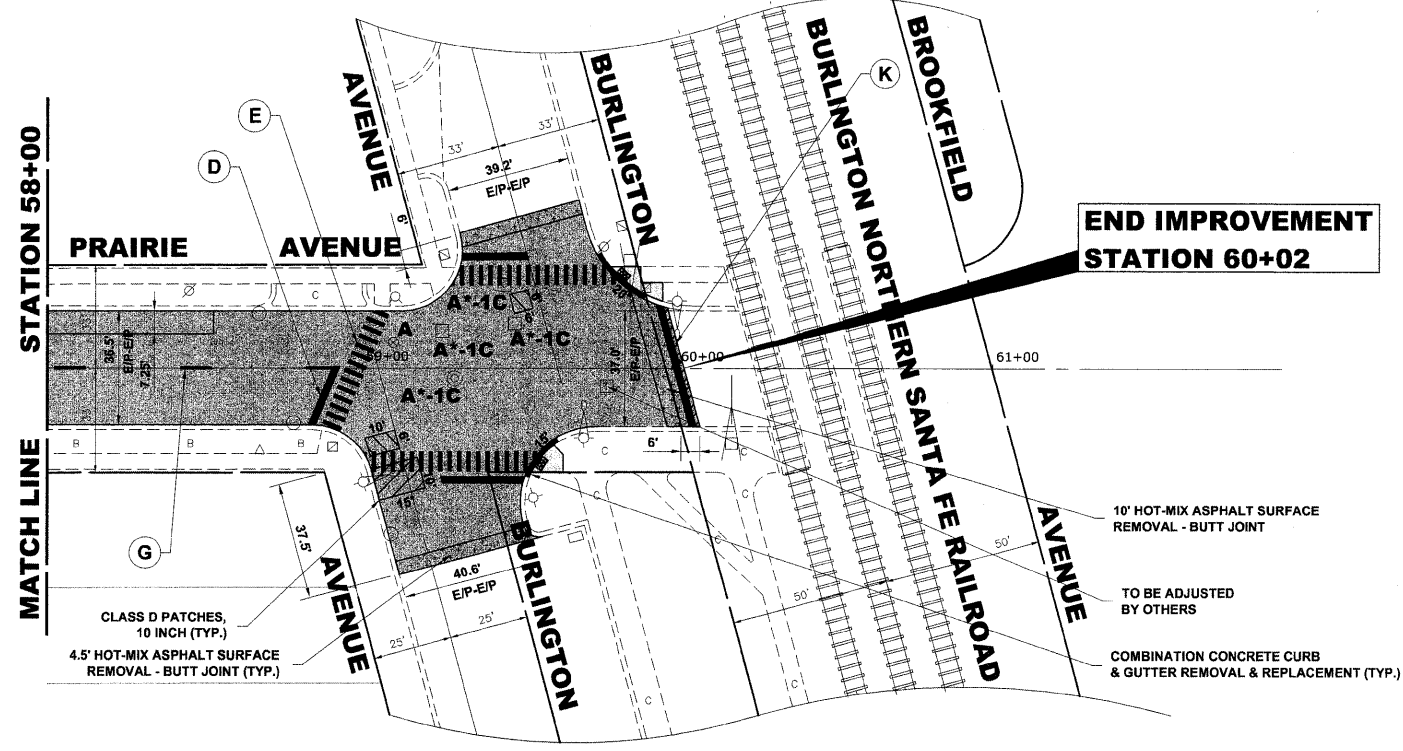 STATION 58+00
MATCH LINE
PRAIRIE AVENUE
AVENUE
BURLINGTON
BURLINGTON NORTHERN SANTA FE RAILROAD
BROOKFIELD
AVENUE
END IMPROVEMENT
STATION 60+02
D
E
K
G
33'
33'
39.2'
E/P-E/P
C
A
A*-1C
A*-1C
A*-1C
A*-1C
60+00
61+00
E/P-E/P
7.25'
37.0'
E/P-E/P
10'
15'
15'
6'
B
B
B
C
C
C
C
C
C
C
37.5'
AVENUE
BURLINGTON
40.6'
E/P-E/P
25'
25'
50'
50'
CLASS D PATCHES,
10 INCH (TYP.)
4.5' HOT-MIX ASPHALT SURFACE
REMOVAL - BUTT JOINT (TYP.)
10' HOT-MIX ASPHALT SURFACE
REMOVAL - BUTT JOINT
TO BE ADJUSTED
BY OTHERS
COMBINATION CONCRETE CURB
& GUTTER REMOVAL & REPLACEMENT (TYP.)